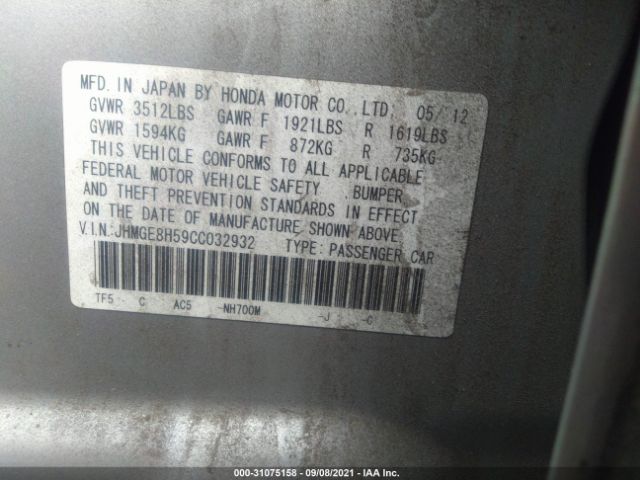 MFD. IN JAPAN BY HONDA MOTOR CO., LTD. 05/12
GVWR 3512LBS GAWR F 1921LBS R 1619LBS
GVWR 1594KG GAWR F 872KG R 735KG
THIS VEHICLE CONFORMS TO ALL APPLICABLE
FEDERAL MOTOR VEHICLE SAFETY, BUMPER,
AND THEFT PREVENTION STANDARDS IN EFFECT
ON THE DATE OF MANUFACTURE SHOWN ABOVE.
V.I.N.:JHMGE8H59CC032932 TYPE: PASSENGER CAR
TF5 - C AC5 -NH700M -J -C
000-31075158 - 09/08/2021 - IAA Inc.